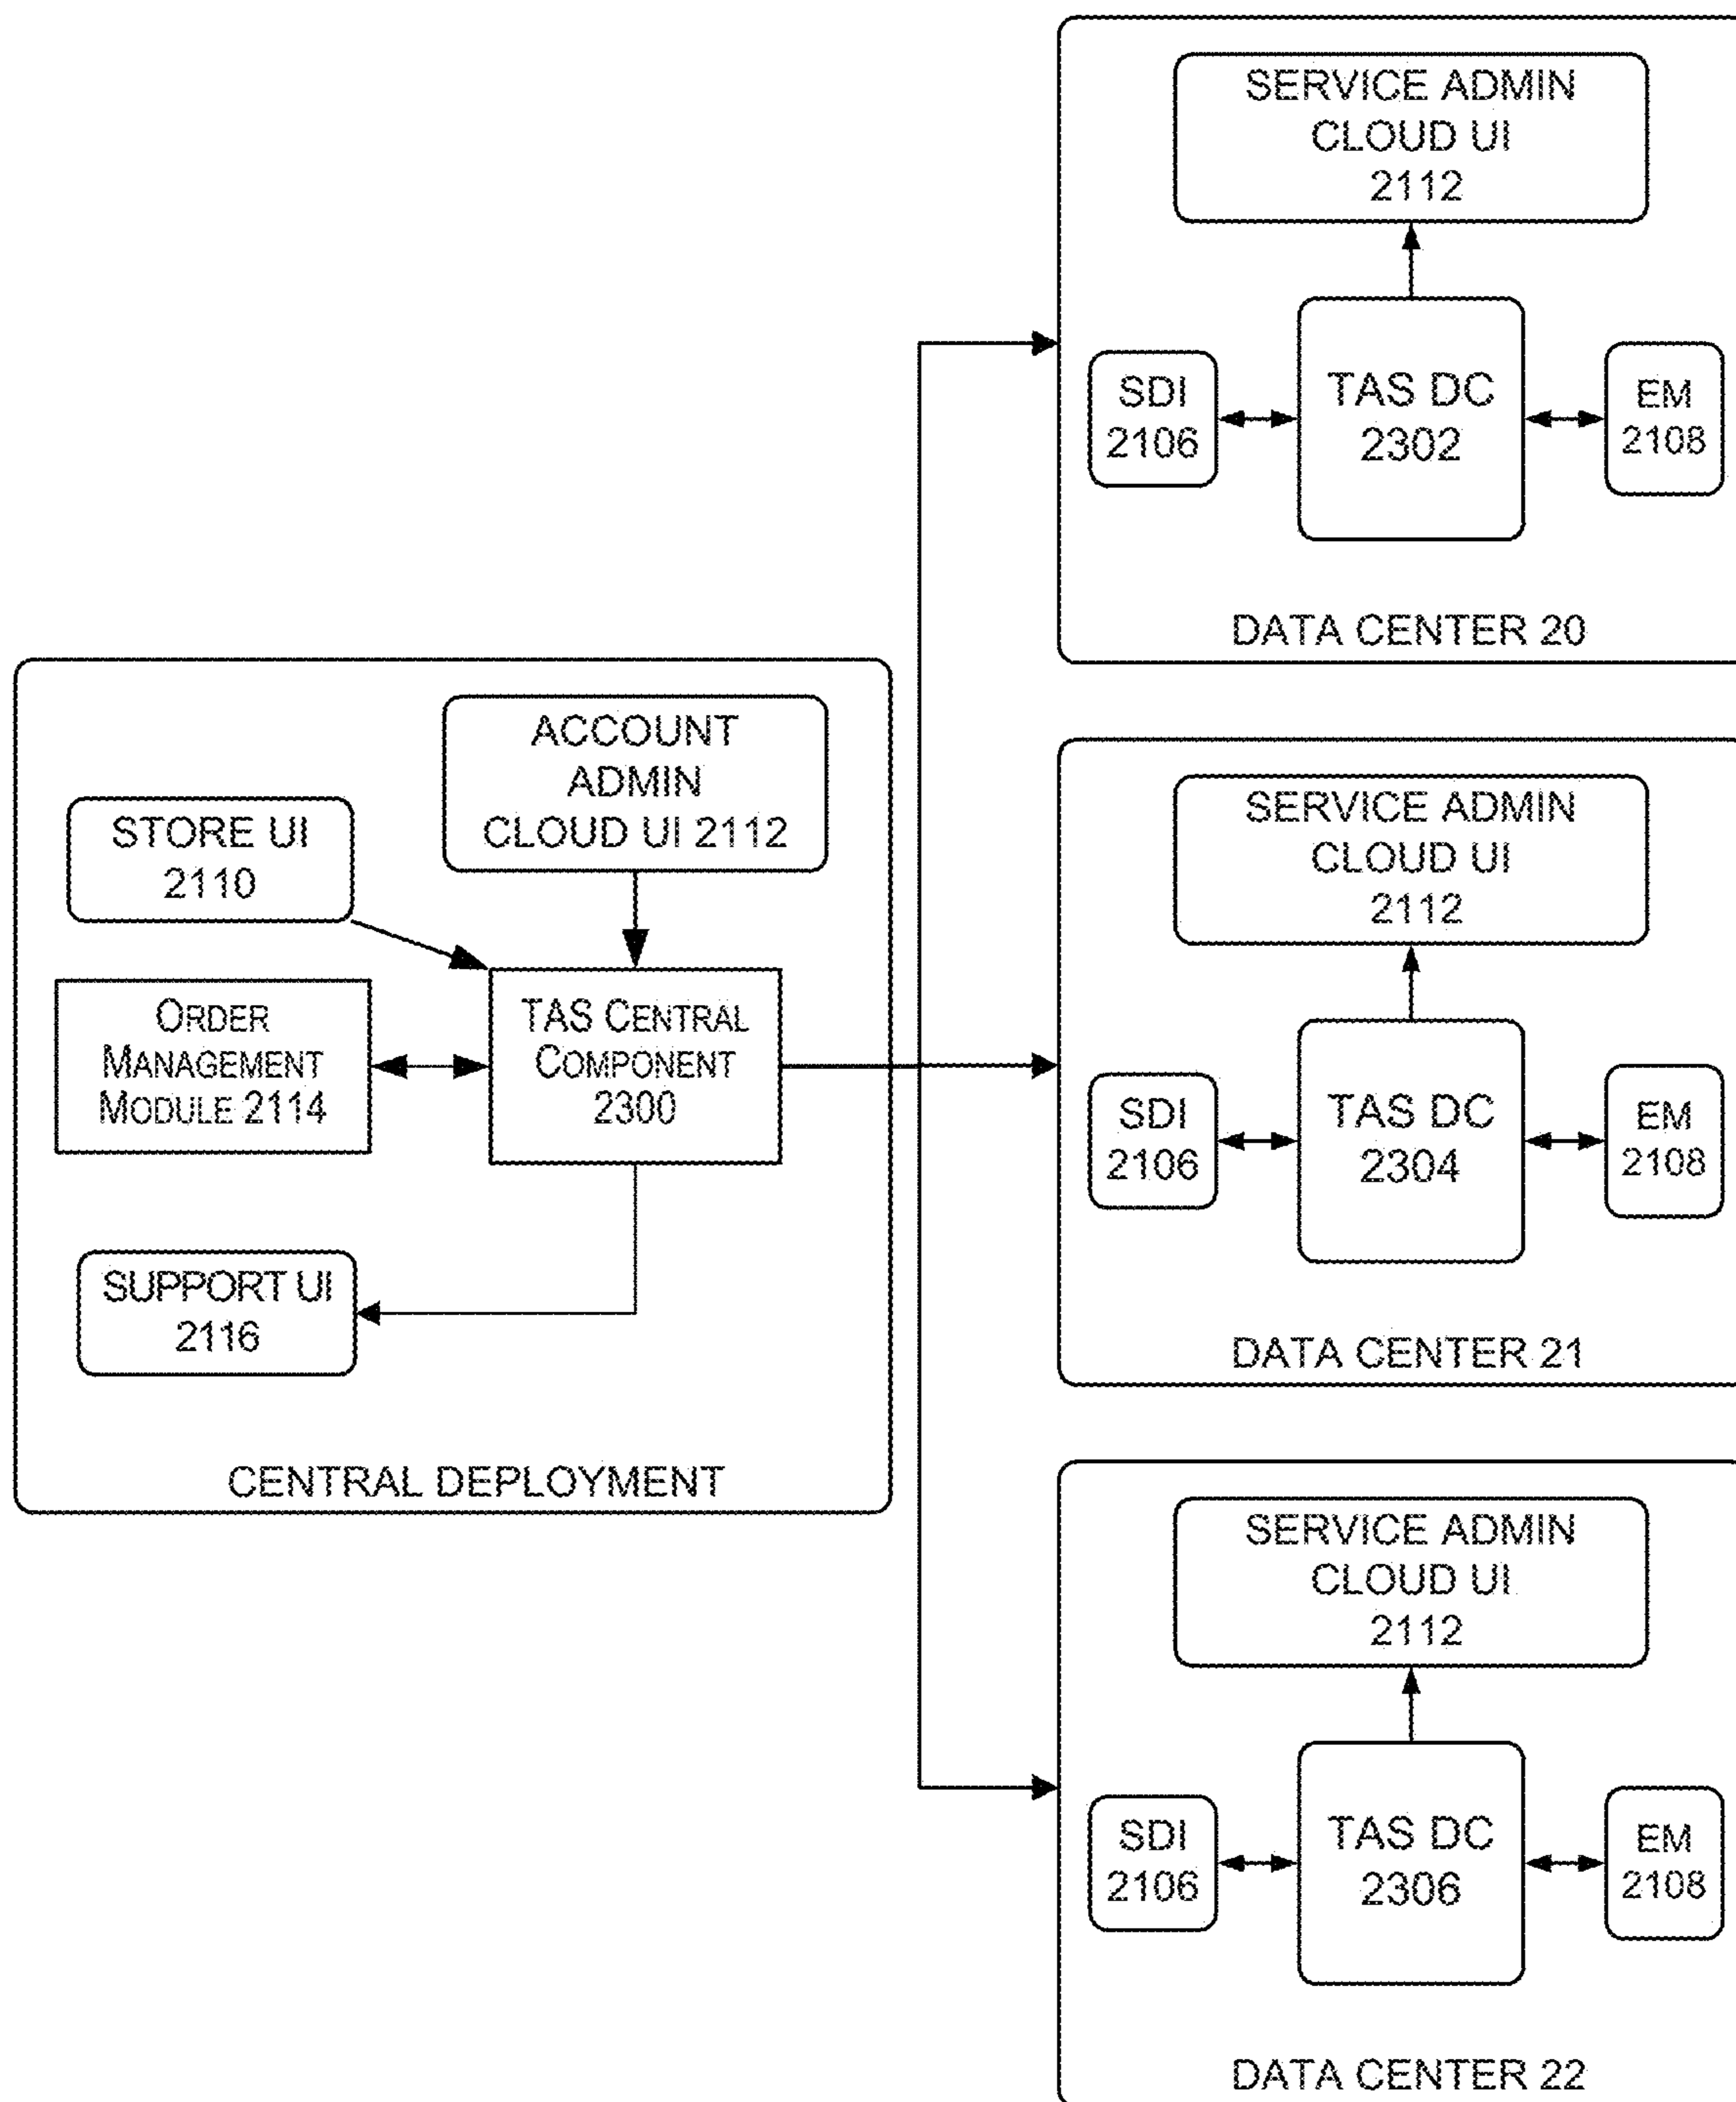 SERVICE ADMIN
CLOUD UI
2112
SDI
2106
TAS DC
2302
EM
2108
DATA CENTER 20
ACCOUNT
ADMIN
CLOUD UI 2112
STORE UI
2110
ORDER
MANAGEMENT
MODULE 2114
TAS CENTRAL
COMPONENT
2300
SUPPORT UI
2116
CENTRAL DEPLOYMENT
SERVICE ADMIN
CLOUD UI
2112
SDI
2106
TAS DC
2304
EM
2108
DATA CENTER 21
SERVICE ADMIN
CLOUD UI
2112
SDI
2106
TAS DC
2306
EM
2108
DATA CENTER 22